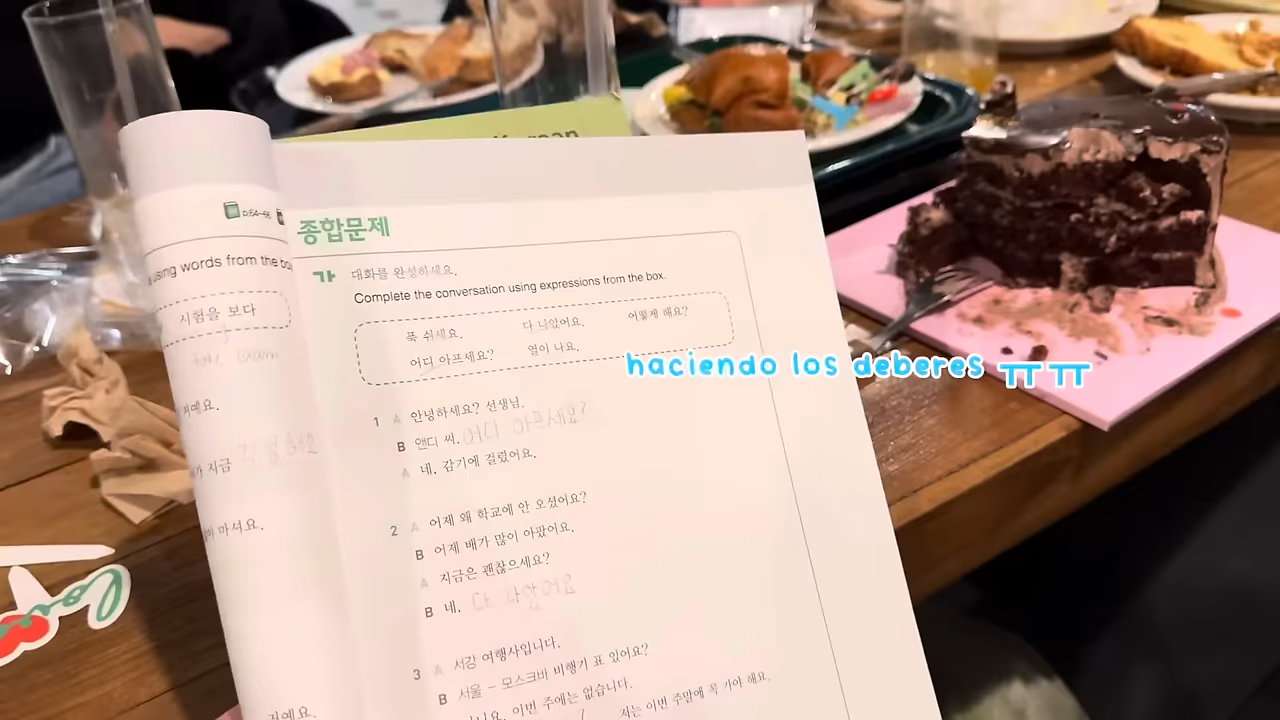 using words from the box
시험을 보다
take exam
종합문제
가 대화를 완성하세요.
Complete the conversation using expressions from the box.
푹 쉬세요. 다 나았어요. 어떻게 해요?
어디 아프세요? 열이 나요.
haciendo los deberes ㅠㅠ
1 A 안녕하세요? 선생님.
B 앤디 씨. 어디 아프세요?
A 네. 감기에 걸렸어요.
지금
2 A 어제 왜 학교에 안 오셨어요?
B 어제 배가 많이 아팠어요.
마셔요.
A 지금은 괜찮으세요?
B 네. 다 나았어요
3 A 서강 여행사입니다.
B 서울 - 모스크바 비행기 표 있어요?
이번 주에는 없습니다.
저는 이번 주말에 꼭 가야 해요.